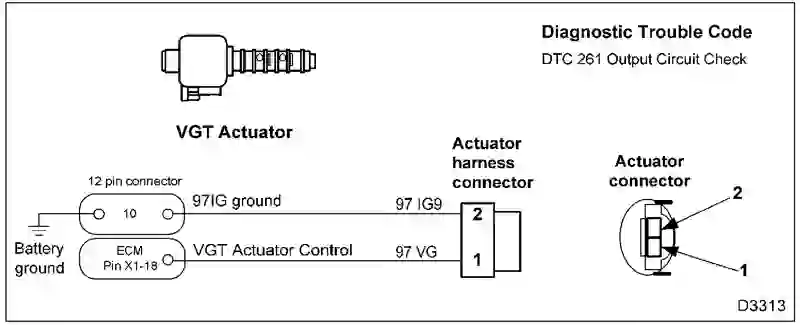 Diagnostic Trouble Code
DTC 261 Output Circuit Check
VGT Actuator
Actuator
harness
connector
Actuator
connector
12 pin connector
97IG ground
97 IG9
10
2
2
Battery
ground
ECM
Pin X1-18
VGT Actuator Control
97 VG
1
1
D3313